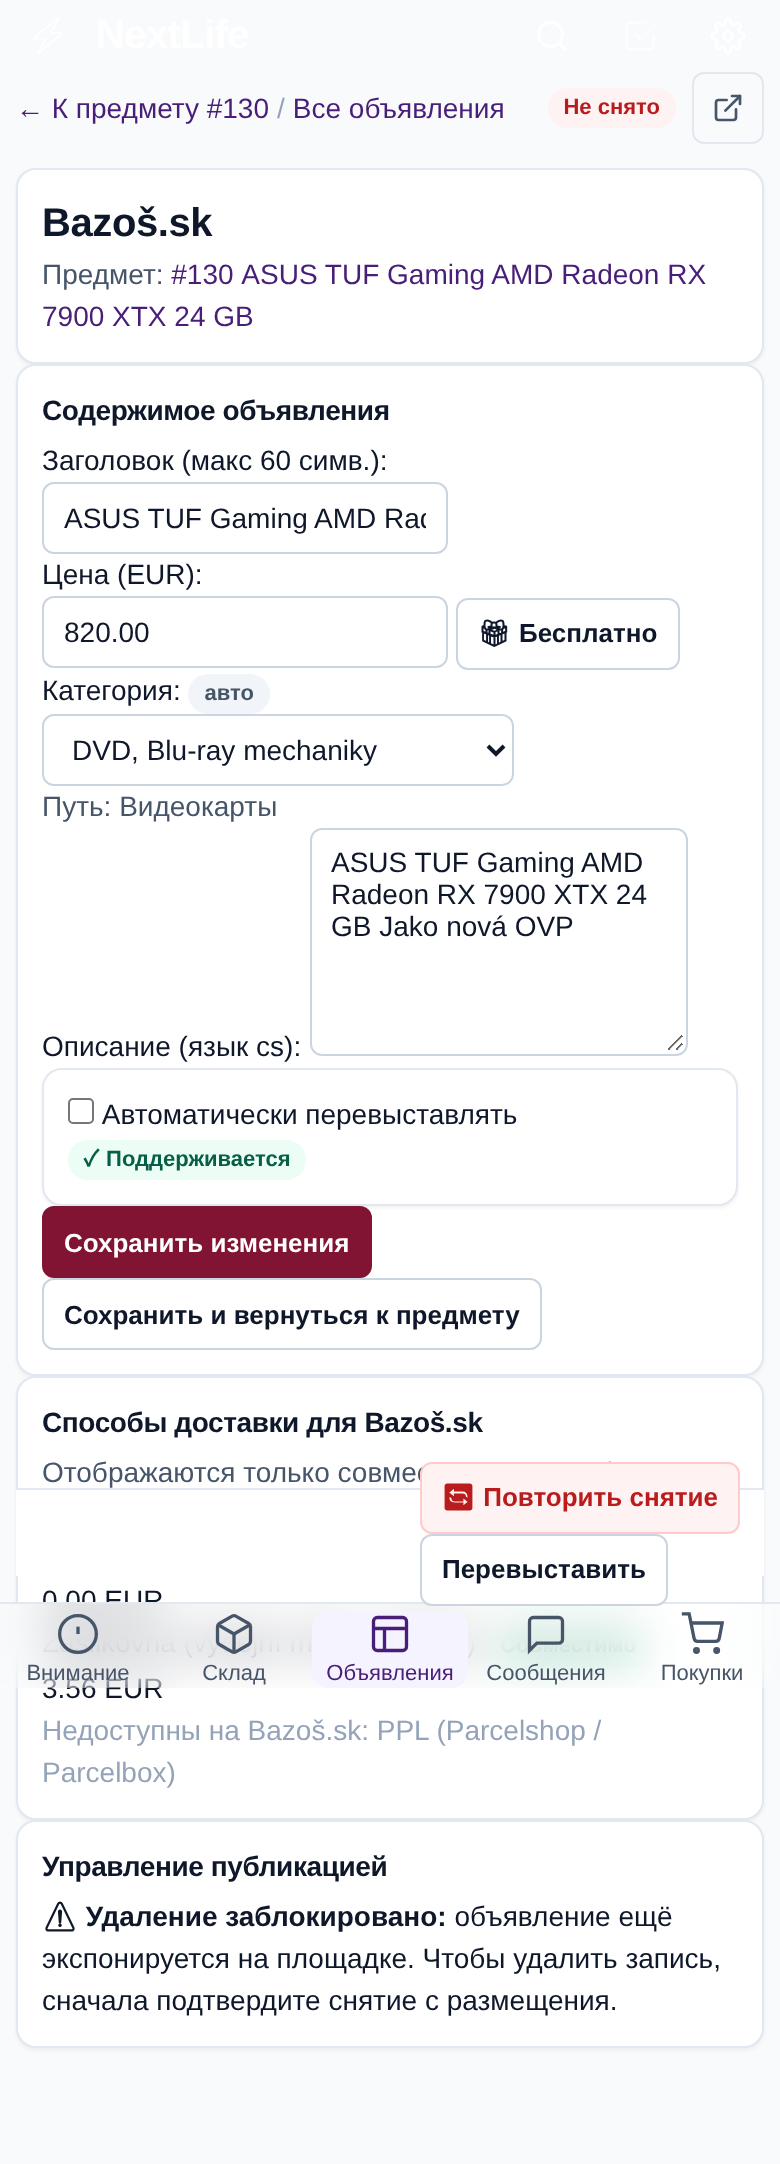 NextLife
← К предмету #130 / Все объявления
Не снято
Bazoš.sk
Предмет: #130 ASUS TUF Gaming AMD Radeon RX
7900 XTX 24 GB
Содержимое объявления
Заголовок (макс 60 симв.):
ASUS TUF Gaming AMD Rad
Цена (EUR):
820.00
Бесплатно
Категория: авто
DVD, Blu-ray mechaniky
Путь: Видеокарты
ASUS TUF Gaming AMD
Radeon RX 7900 XTX 24
GB Jako nová OVP
Описание (язык cs):
Автоматически перевыставлять
✓ Поддерживается
Сохранить изменения
Сохранить и вернуться к предмету
Способы доставки для Bazoš.sk
Отображаются только
Повторить снятие
Перевыставить
0.00 EUR
Совместимо
Внимание
Склад
Объявления
Сообщения
Покупки
3.56 EUR
Недоступны на Bazoš.sk: PPL (Parcelshop /
Parcelbox)
Управление публикацией
⚠ Удаление заблокировано: объявление ещё
экспонируется на площадке. Чтобы удалить запись,
сначала подтвердите снятие с размещения.